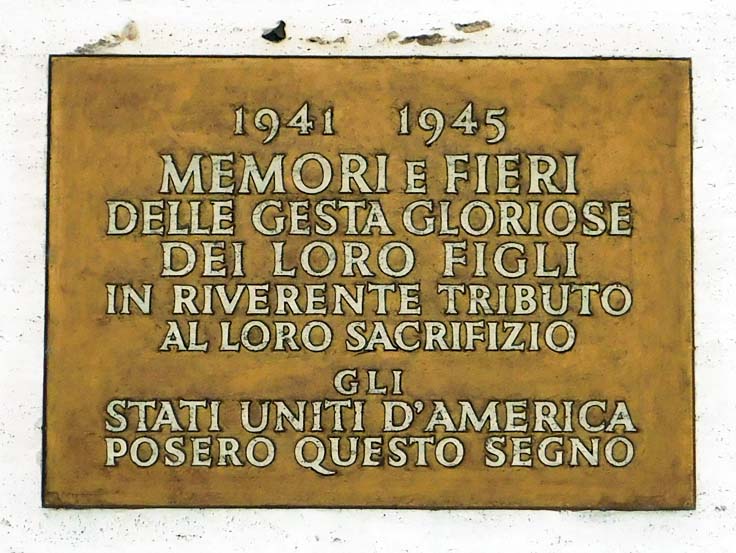 1941 1945
MEMORI E FIERI
DELLE GESTA GLORIOSE
DEI LORO FIGLI
IN RIVERENTE TRIBUTO
AL LORO SACRIFIZIO
GLI
STATI UNITI D'AMERICA
POSERO QUESTO SEGNO